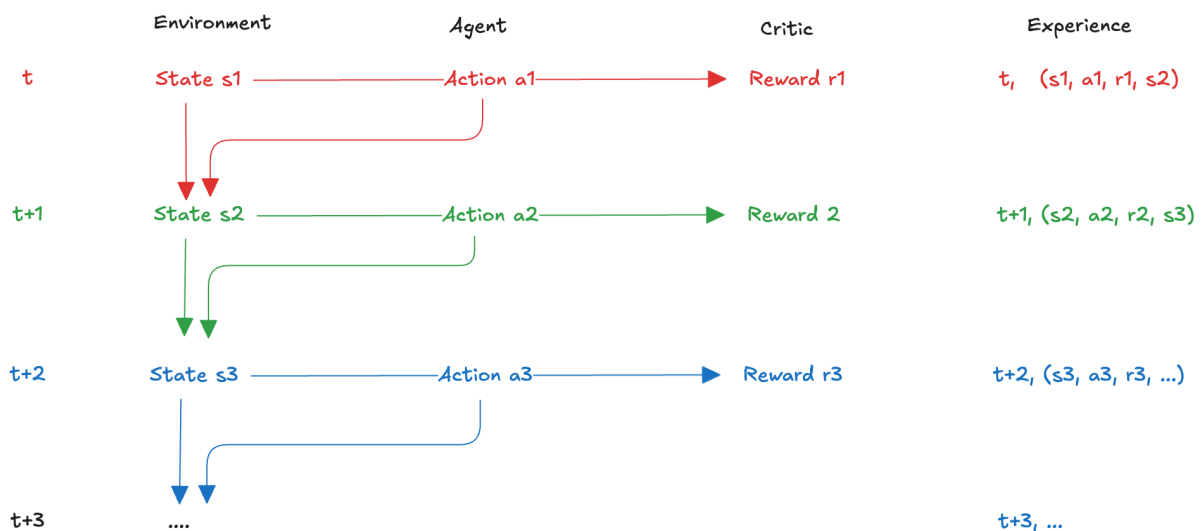 Environment Agent Critic Experience
t State s1 Action a1 Reward r1 t, (s1, a1, r1, s2)
t+1 State s2 Action a2 Reward 2 t+1, (s2, a2, r2, s3)
t+2 State s3 Action a3 Reward r3 t+2, (s3, a3, r3, ...)
t+3 .... t+3, ...